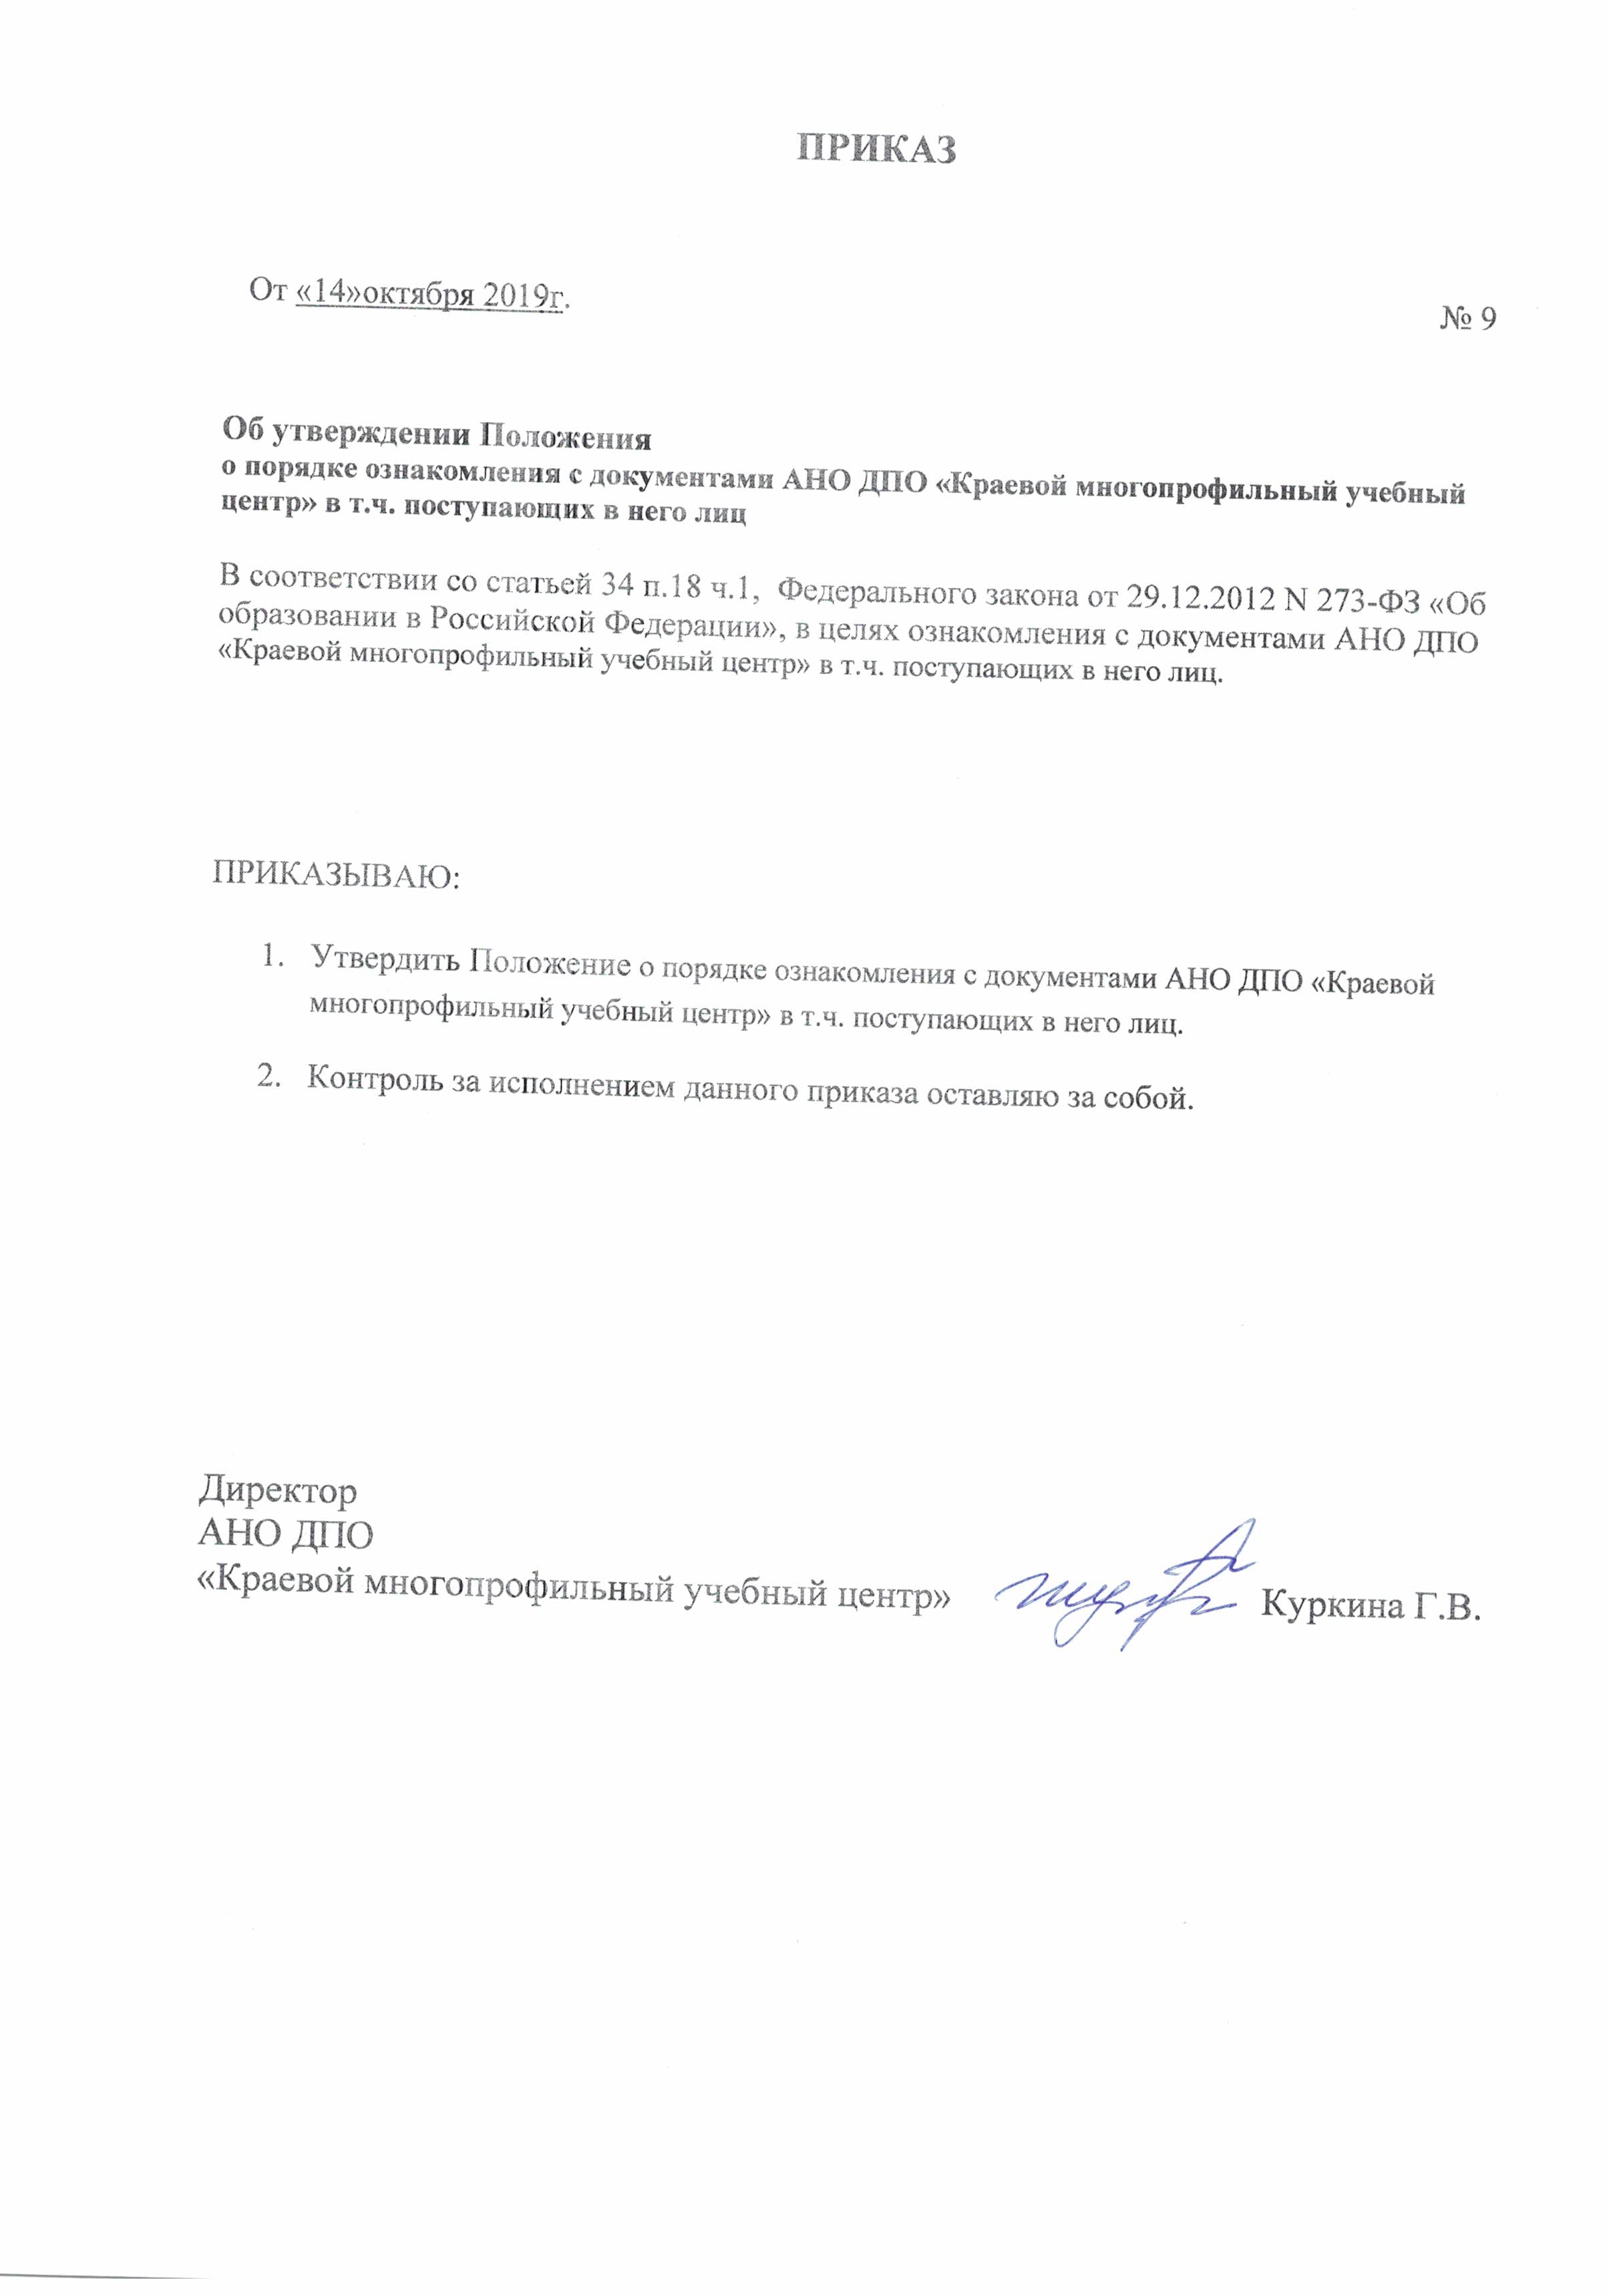 ПРИКАЗ
От «14»октября 2019г.
№ 9
Об утверждении Положения
о порядке ознакомления с документами АНО ДПО «Краевой многопрофильный учебный
центр» в т.ч. поступающих в него лиц
В соответствии со статьей 34 п.18 ч.1, Федерального закона от 29.12.2012 N 273-ФЗ «Об
образовании в Российской Федерации», в целях ознакомления с документами АНО ДПО
«Краевой многопрофильный учебный центр» в т.ч. поступающих в него лиц.
ПРИКАЗЫВАЮ:
1. Утвердить Положение о порядке ознакомления с документами АНО ДПО «Краевой
многопрофильный учебный центр» в т.ч. поступающих в него лиц.
2. Контроль за исполнением данного приказа оставляю за собой.
Директор
АНО ДПО
«Краевой многопрофильный учебный центр» Куркина Г.В.